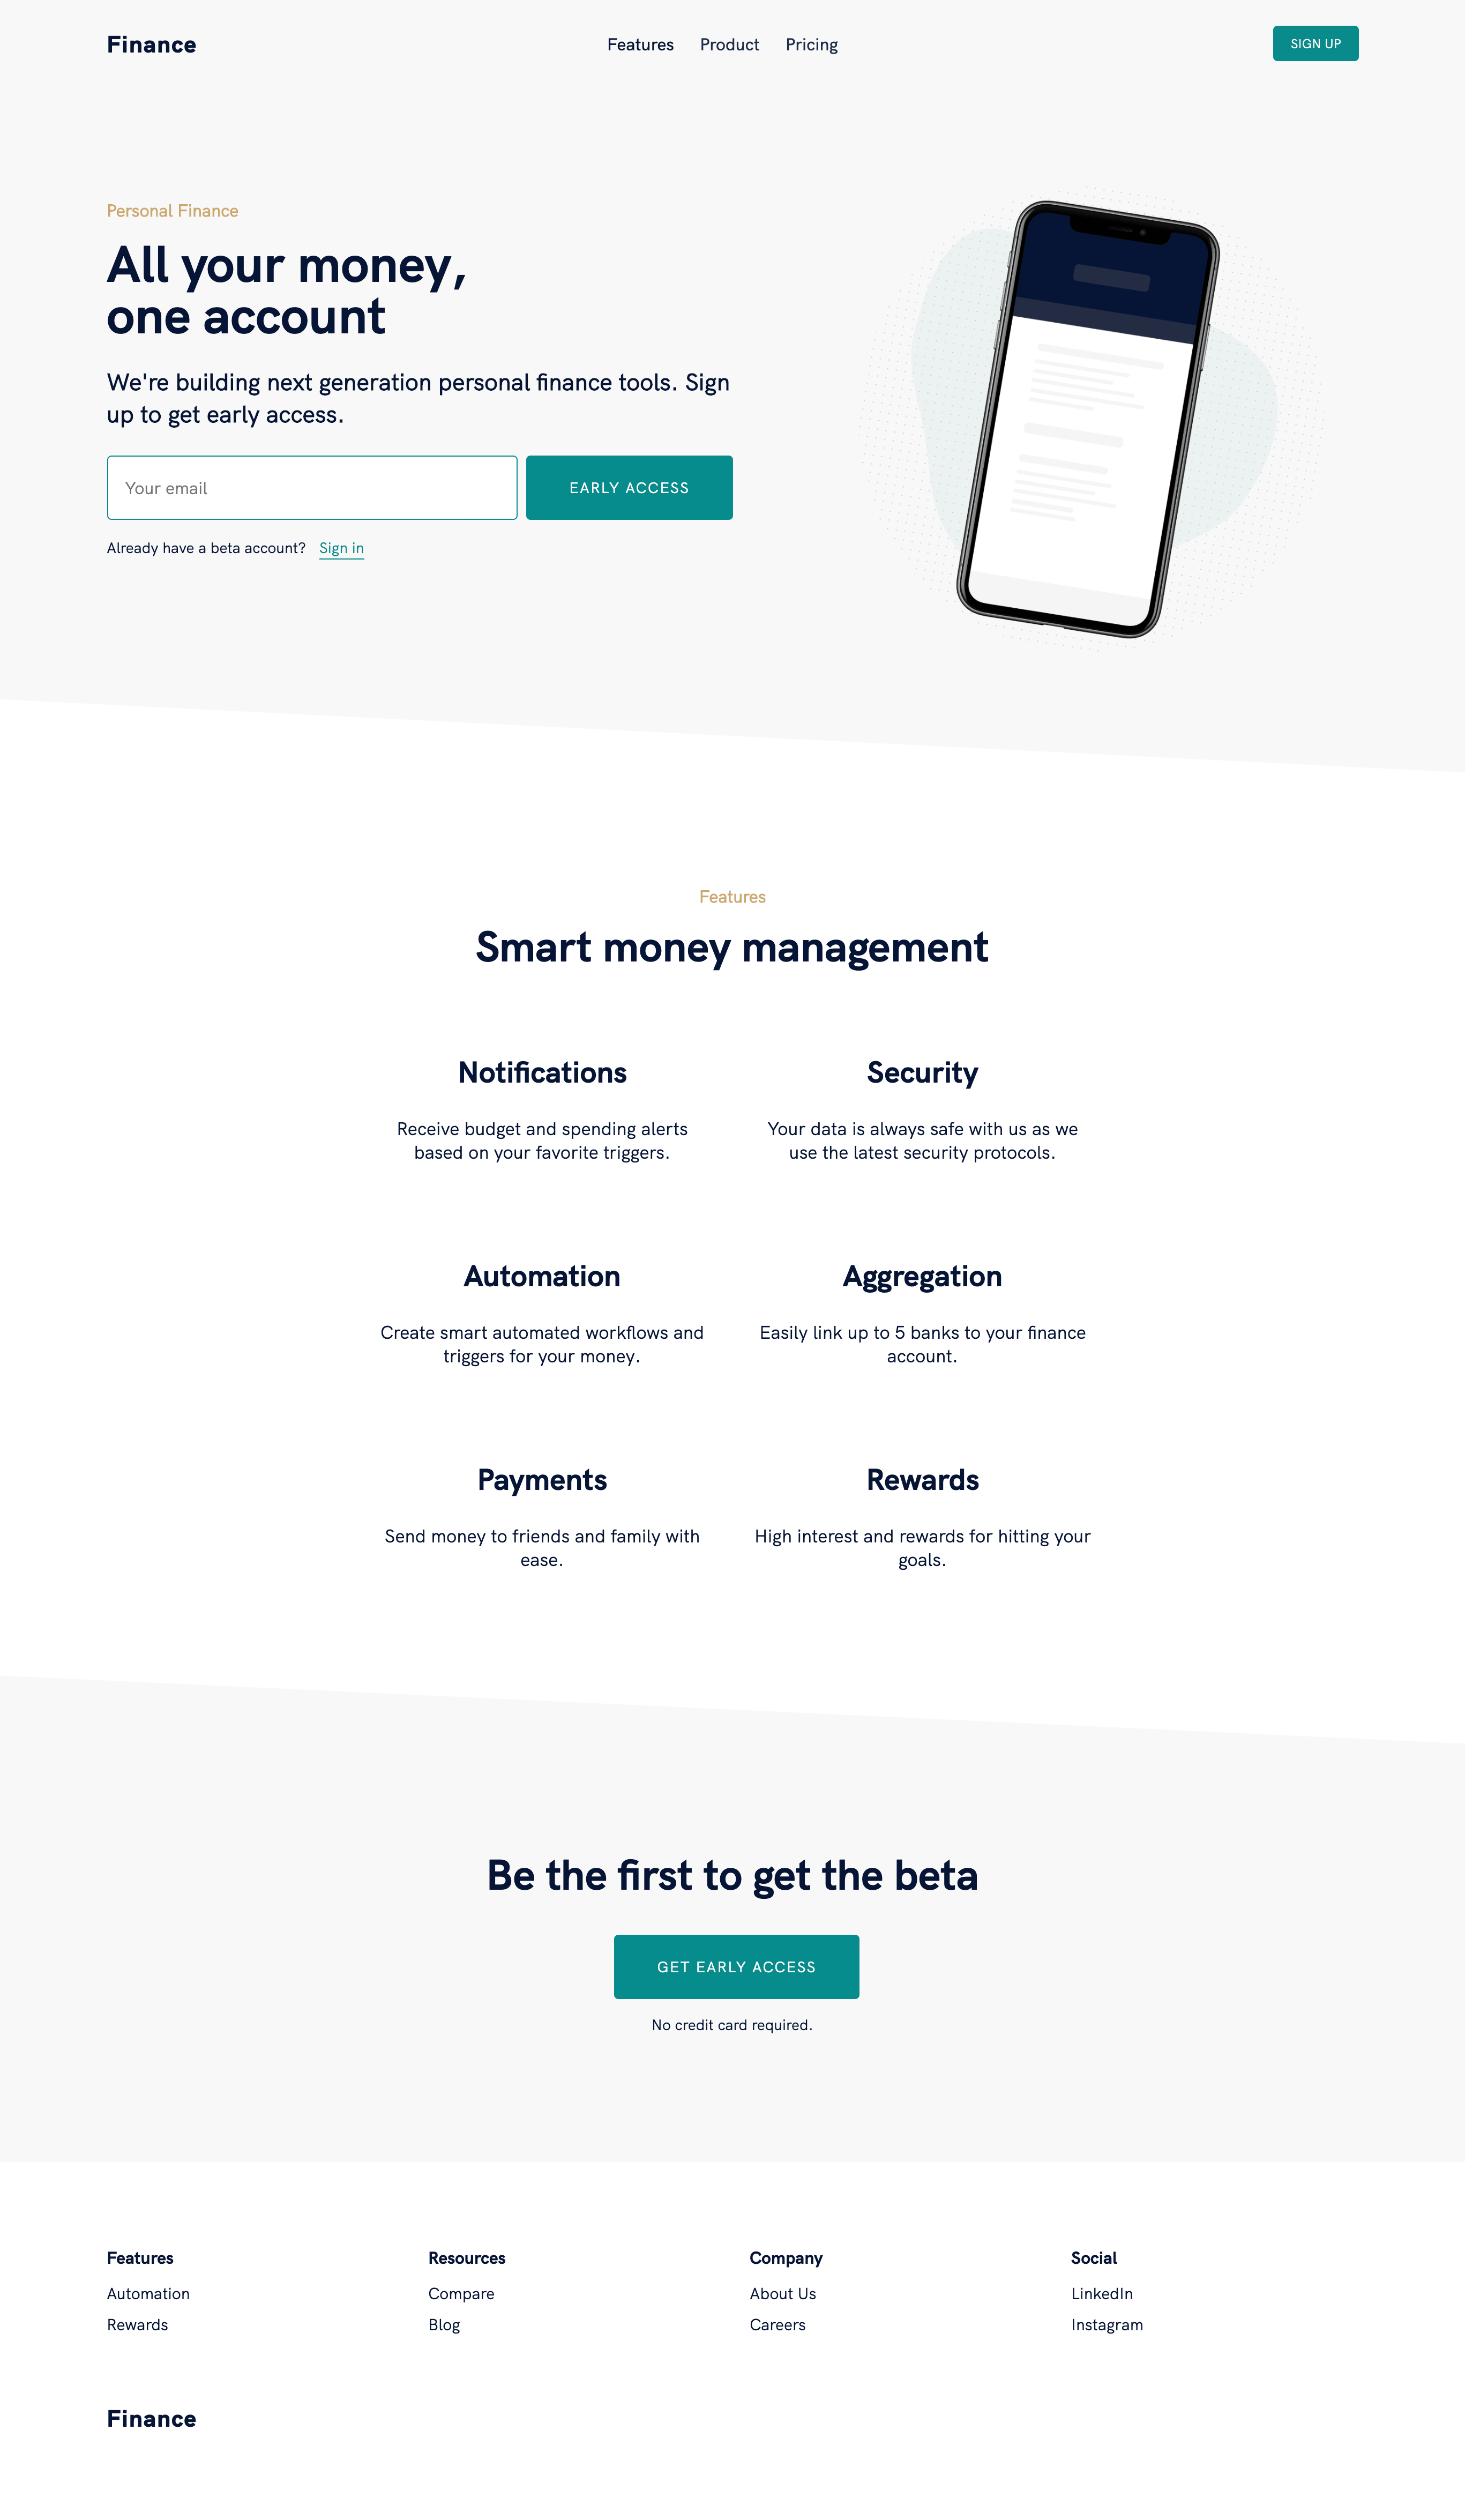 Finance
Features
Product
Pricing
SIGN UP
Personal Finance
All your money,
one account
We're building next generation personal finance tools. Sign
up to get early access.
Your email
EARLY ACCESS
Already have a beta account? Sign in
Features
Smart money management
Notifications
Receive budget and spending alerts
based on your favorite triggers.
Security
Your data is always safe with us as we
use the latest security protocols.
Automation
Create smart automated workflows and
triggers for your money.
Aggregation
Easily link up to 5 banks to your finance
account.
Payments
Send money to friends and family with
ease.
Rewards
High interest and rewards for hitting your
goals.
Be the first to get the beta
GET EARLY ACCESS
No credit card required.
Features
Automation
Rewards
Resources
Compare
Blog
Company
About Us
Careers
Social
LinkedIn
Instagram
Finance